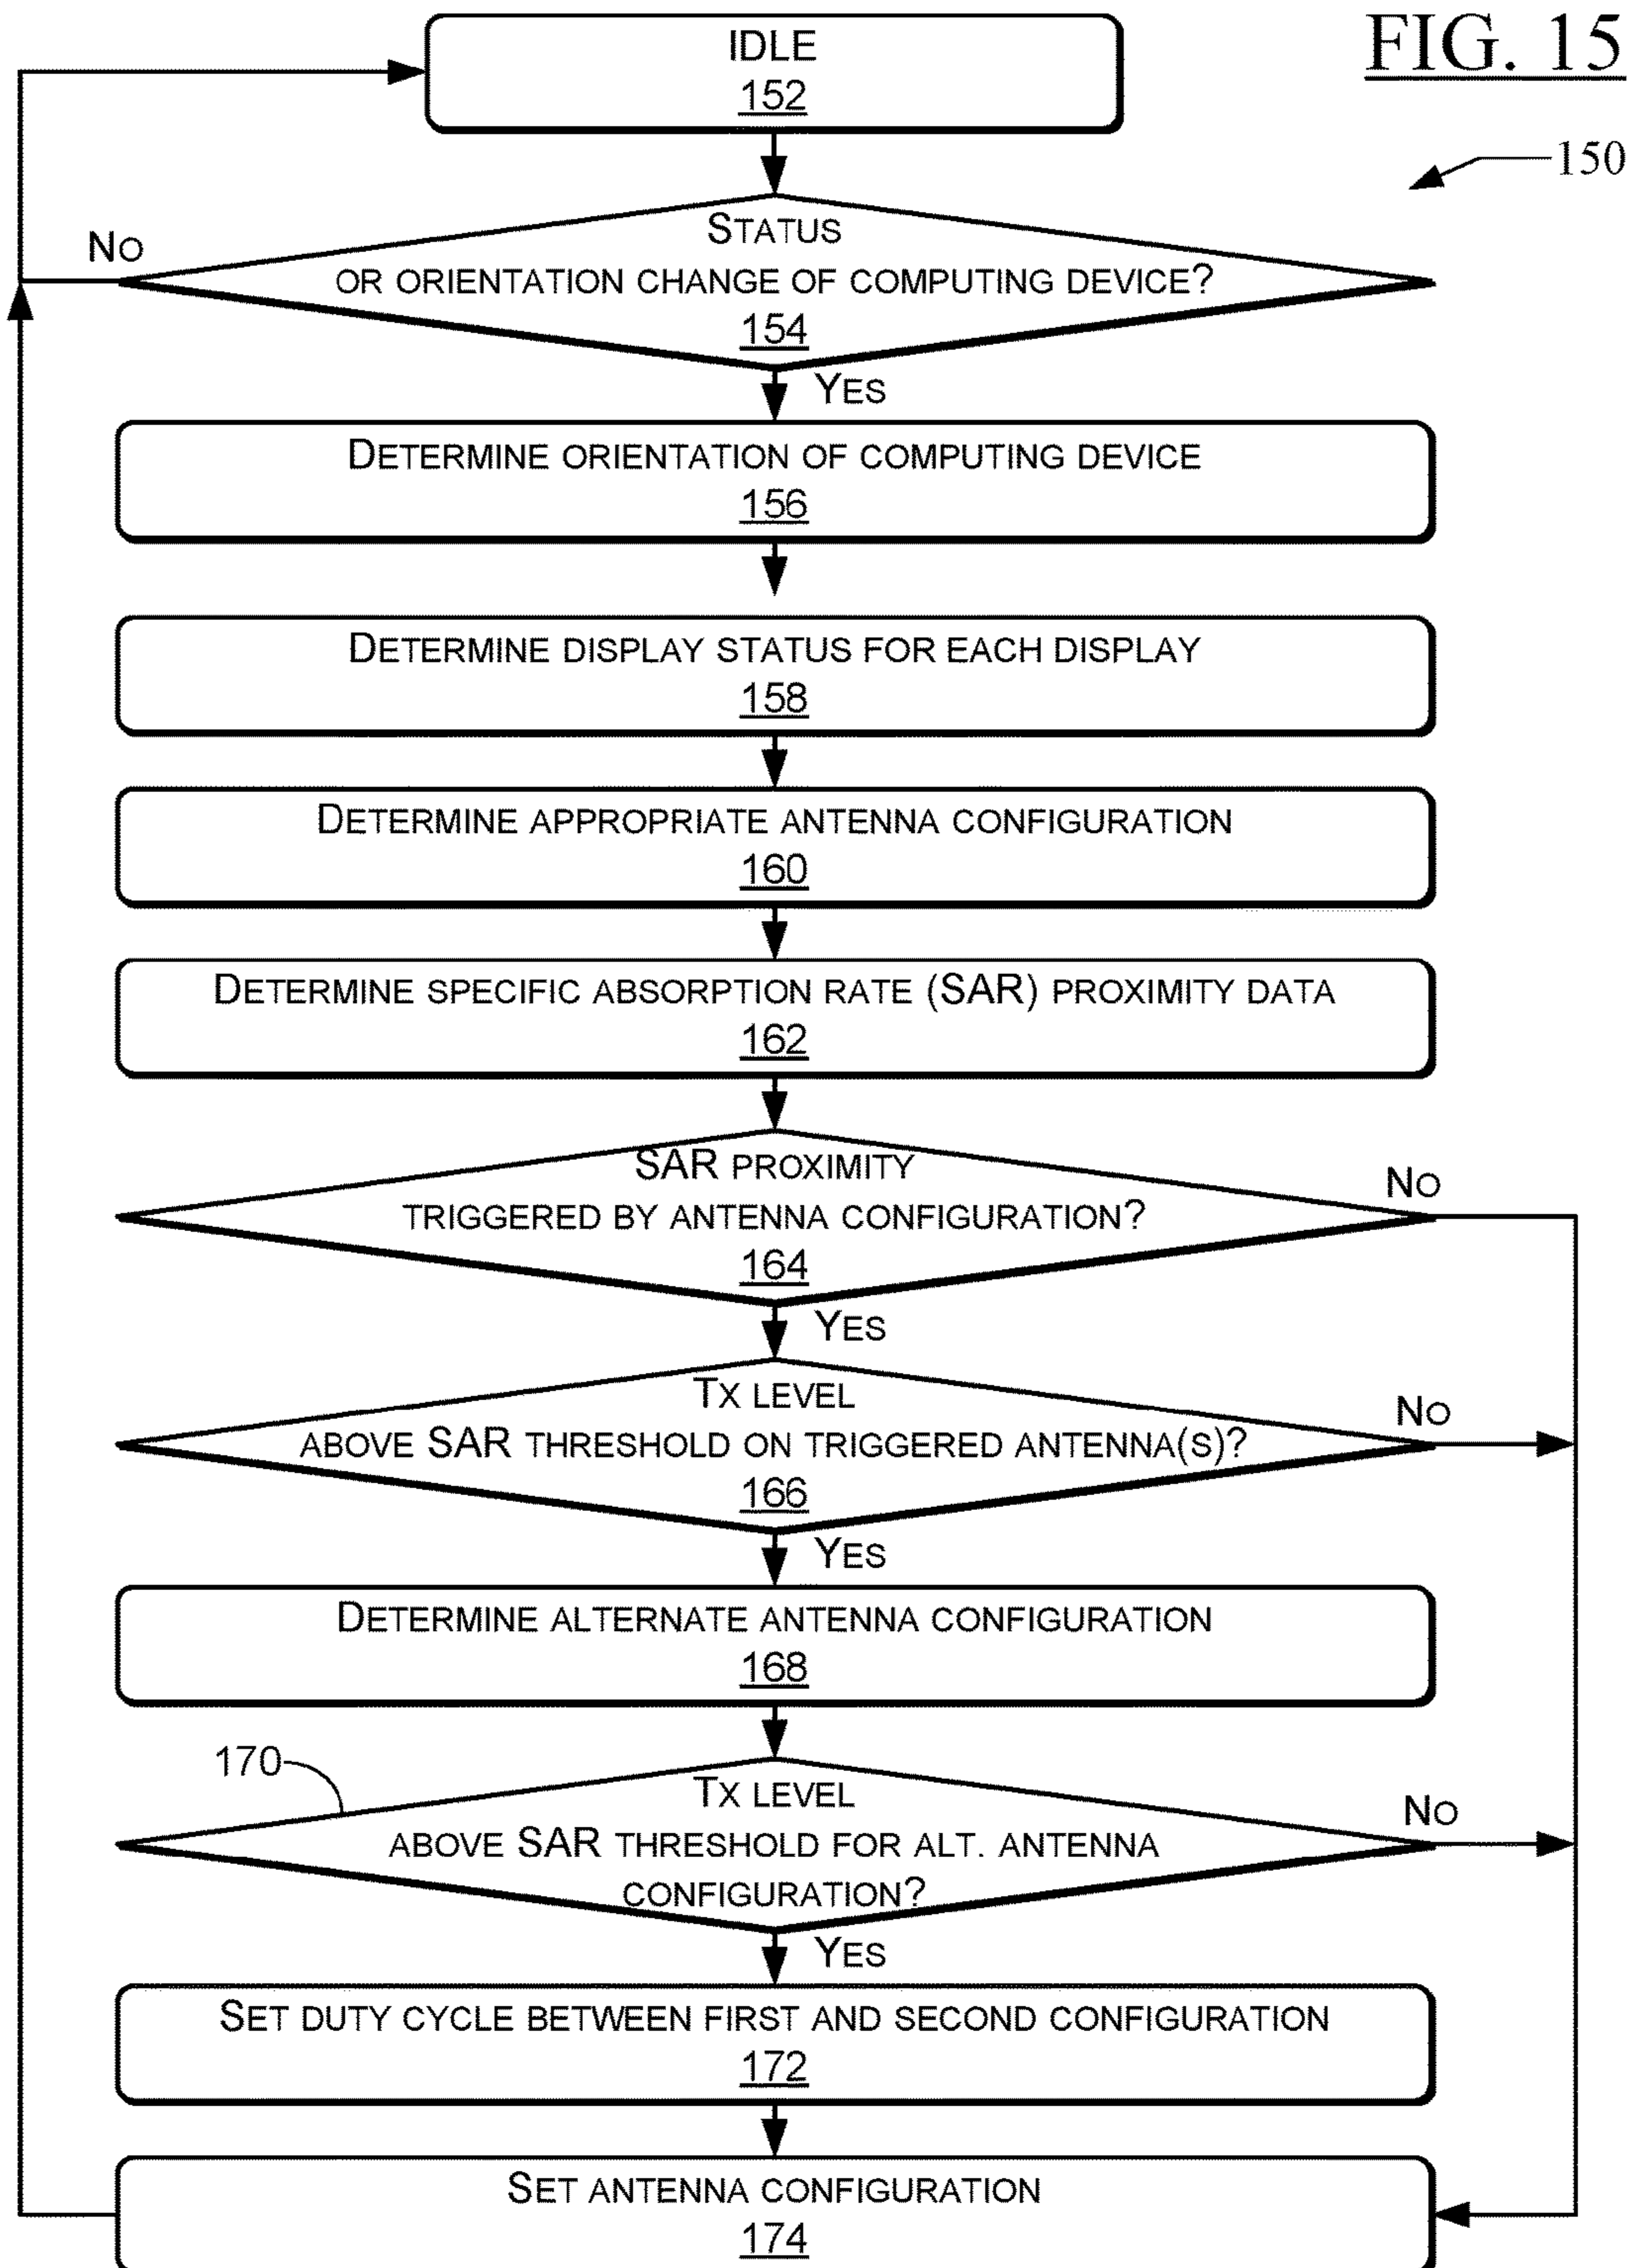 FIG. 15
IDLE
152
150
STATUS
OR ORIENTATION CHANGE OF COMPUTING DEVICE?
154
NO
YES
DETERMINE ORIENTATION OF COMPUTING DEVICE
156
DETERMINE DISPLAY STATUS FOR EACH DISPLAY
158
DETERMINE APPROPRIATE ANTENNA CONFIGURATION
160
DETERMINE SPECIFIC ABSORPTION RATE (SAR) PROXIMITY DATA
162
SAR PROXIMITY
TRIGGERED BY ANTENNA CONFIGURATION?
164
NO
YES
TX LEVEL
ABOVE SAR THRESHOLD ON TRIGGERED ANTENNA(S)?
166
NO
YES
DETERMINE ALTERNATE ANTENNA CONFIGURATION
168
170
TX LEVEL
ABOVE SAR THRESHOLD FOR ALT. ANTENNA
CONFIGURATION?
NO
YES
SET DUTY CYCLE BETWEEN FIRST AND SECOND CONFIGURATION
172
SET ANTENNA CONFIGURATION
174